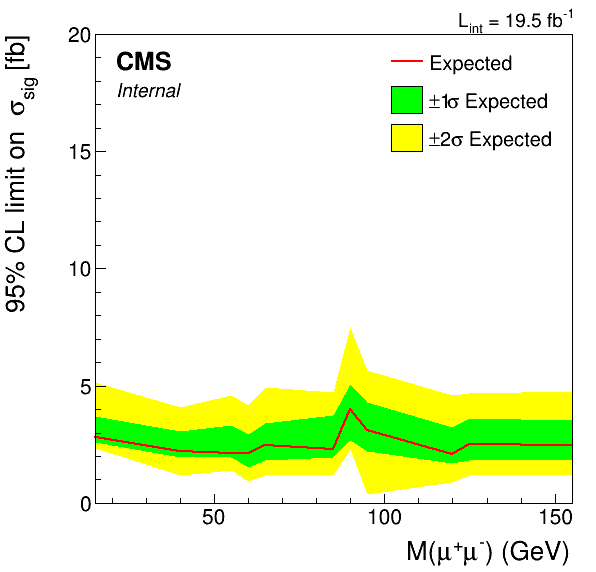 L_int = 19.5 fb^-1
CMS
Internal
Expected
±1σ Expected
±2σ Expected
95% CL limit on σ_sig [fb]
20
15
10
5
0
50 100 150
M(μ⁺μ⁻) (GeV)